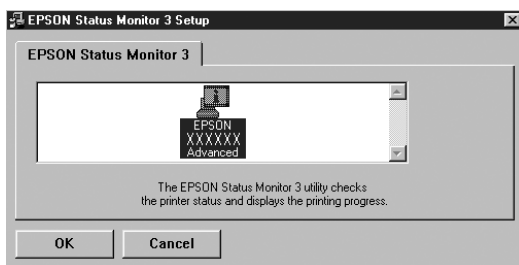 EPSON Status Monitor 3 Setup
EPSON Status Monitor 3
EPSON
XXXXXX
Advanced
The EPSON Status Monitor 3 utility checks
the printer status and displays the printing progress.
OK Cancel